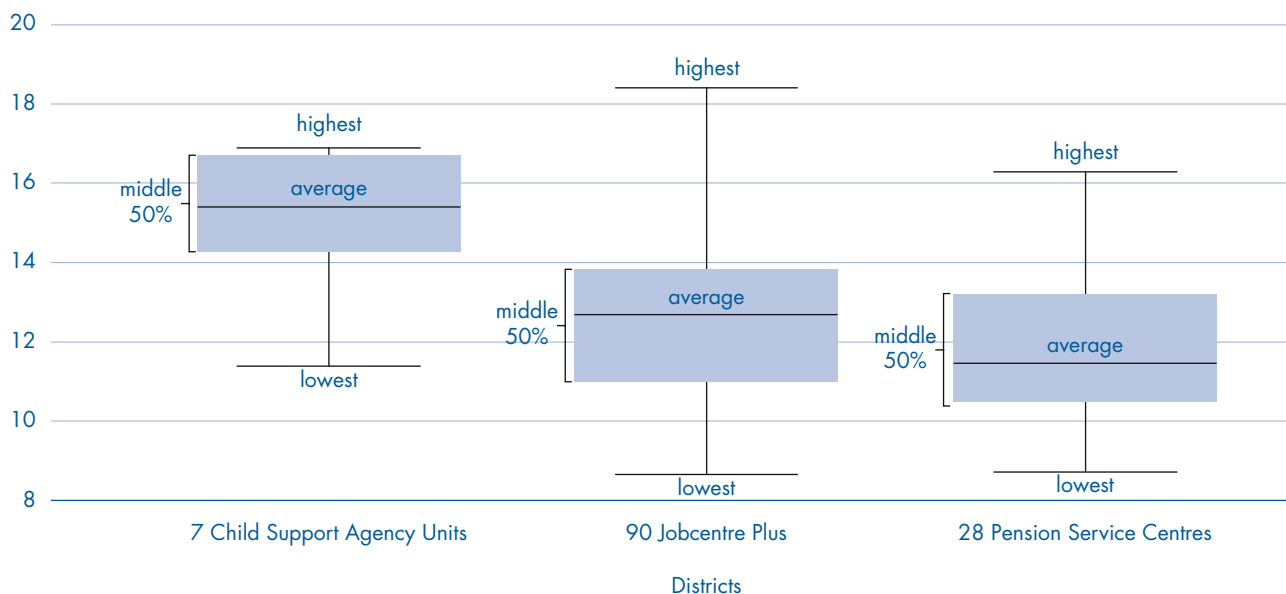 20
18
16
14
12
10
8
highest
average
middle
50%
lowest
highest
average
middle
50%
lowest
highest
average
middle
50%
lowest
7 Child Support Agency Units
90 Jobcentre Plus
28 Pension Service Centres
Districts